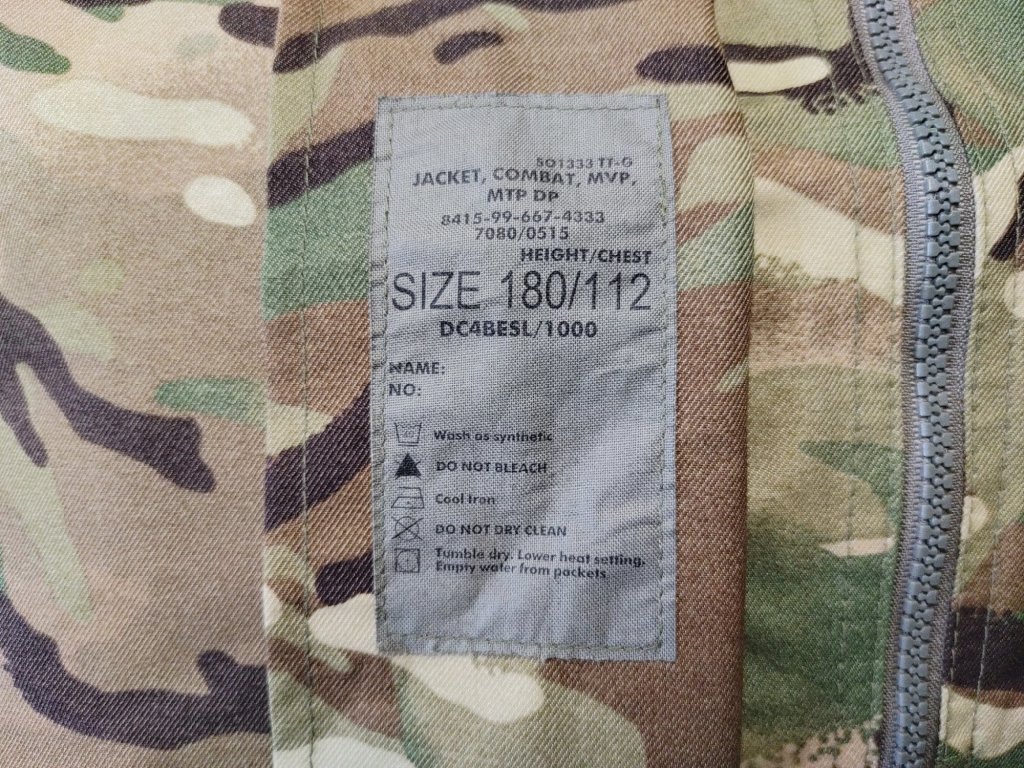 SO1333 TT-G
JACKET, COMBAT, MVP,
MTP DP
8415-99-667-4333
7080/0515
HEIGHT/CHEST
SIZE 180/112
DC4BESL/1000
NAME:
NO:
Wash as synthetic
DO NOT BLEACH
Cool Iron
DO NOT DRY CLEAN
Tumble dry. Lower heat setting.
Empty water from pockets